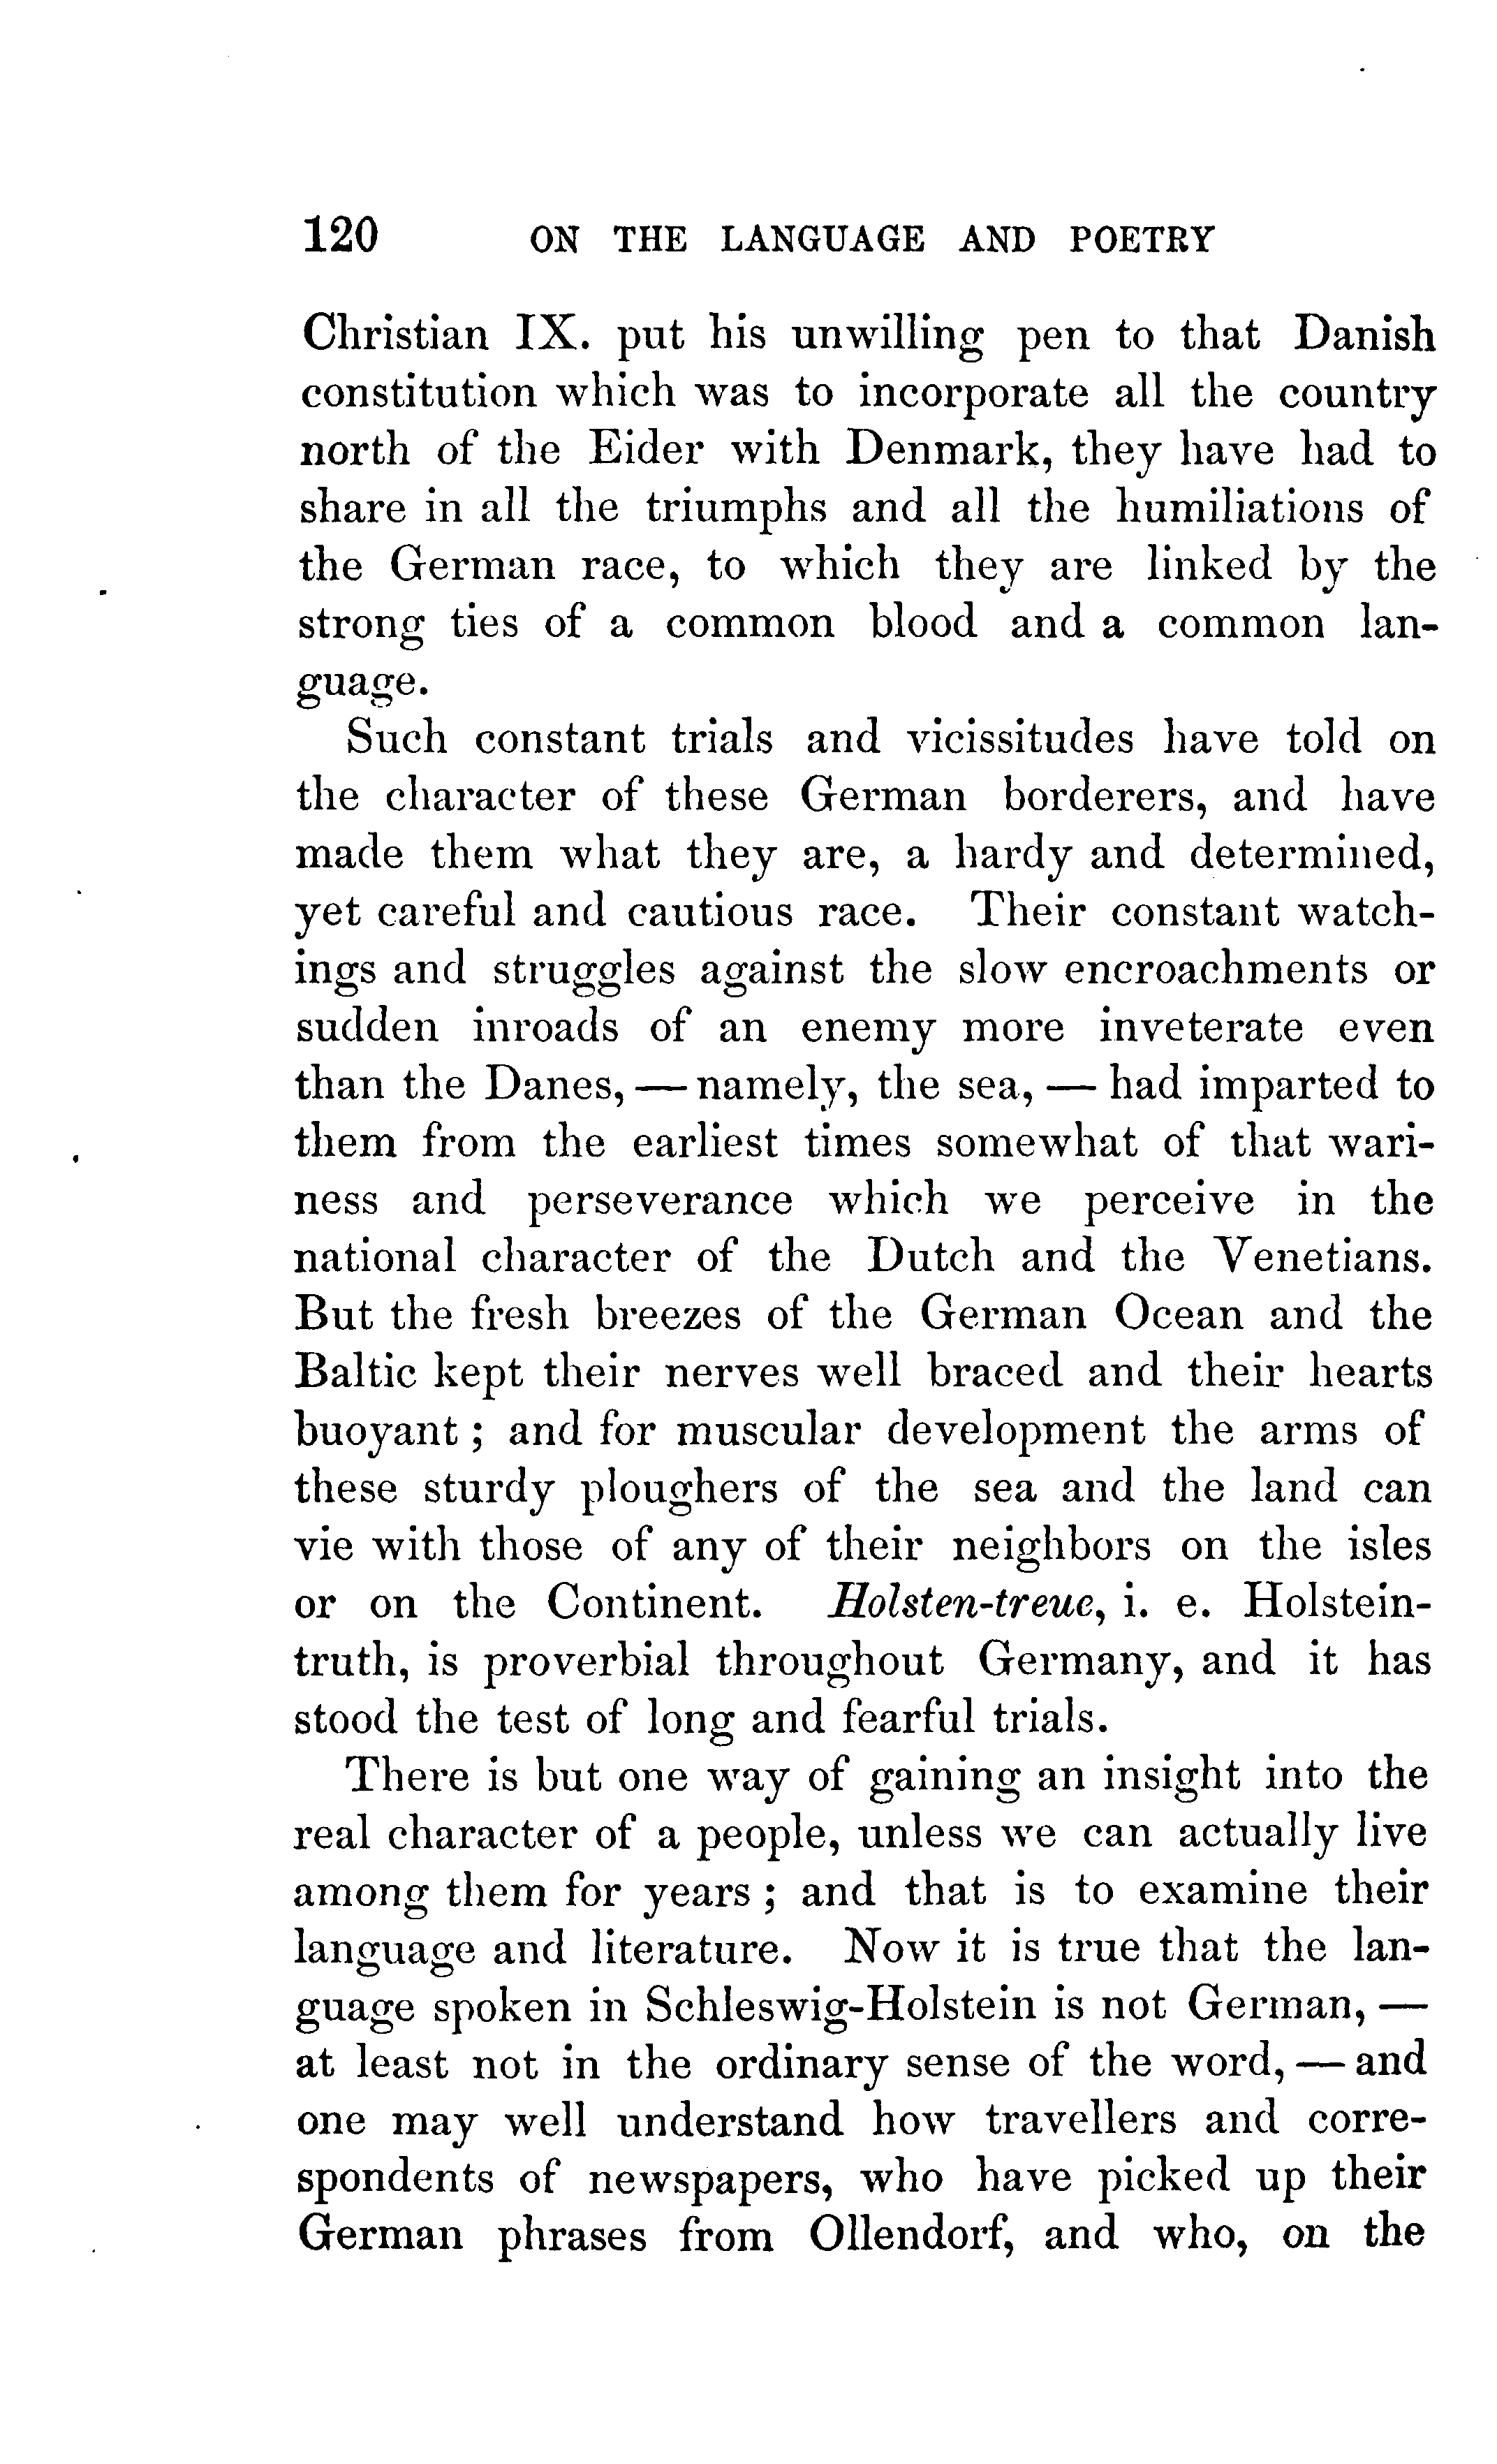 120 ON THE LANGUAGE AND POETRY
Christian IX. put his unwilling pen to that Danish
constitution which was to incorporate all the country
north of the Eider with Denmark, they have had to
share in all the triumphs and all the humiliations of
the German race, to which they are linked by the
strong ties of a common blood and a common lan-
guage.
Such constant trials and vicissitudes have told on
the character of these German borderers, and have
made them what they are, a hardy and determined,
yet careful and cautious race. Their constant watch-
ings and struggles against the slow encroachments or
sudden inroads of an enemy more inveterate even
than the Danes, — namely, the sea, — had imparted to
them from the earliest times somewhat of that wari-
ness and perseverance which we perceive in the
national character of the Dutch and the Venetians.
But the fresh breezes of the German Ocean and the
Baltic kept their nerves well braced and their hearts
buoyant ; and for muscular development the arms of
these sturdy ploughers of the sea and the land can
vie with those of any of their neighbors on the isles
or on the Continent. Holsten-treue, i. e. Holstein-
truth, is proverbial throughout Germany, and it has
stood the test of long and fearful trials.
There is but one way of gaining an insight into the
real character of a people, unless we can actually live
among them for years ; and that is to examine their
language and literature. Now it is true that the lan-
guage spoken in Schleswig-Holstein is not German, —
at least not in the ordinary sense of the word, — and
one may well understand how travellers and corre-
spondents of newspapers, who have picked up their
German phrases from Ollendorf, and who, on the